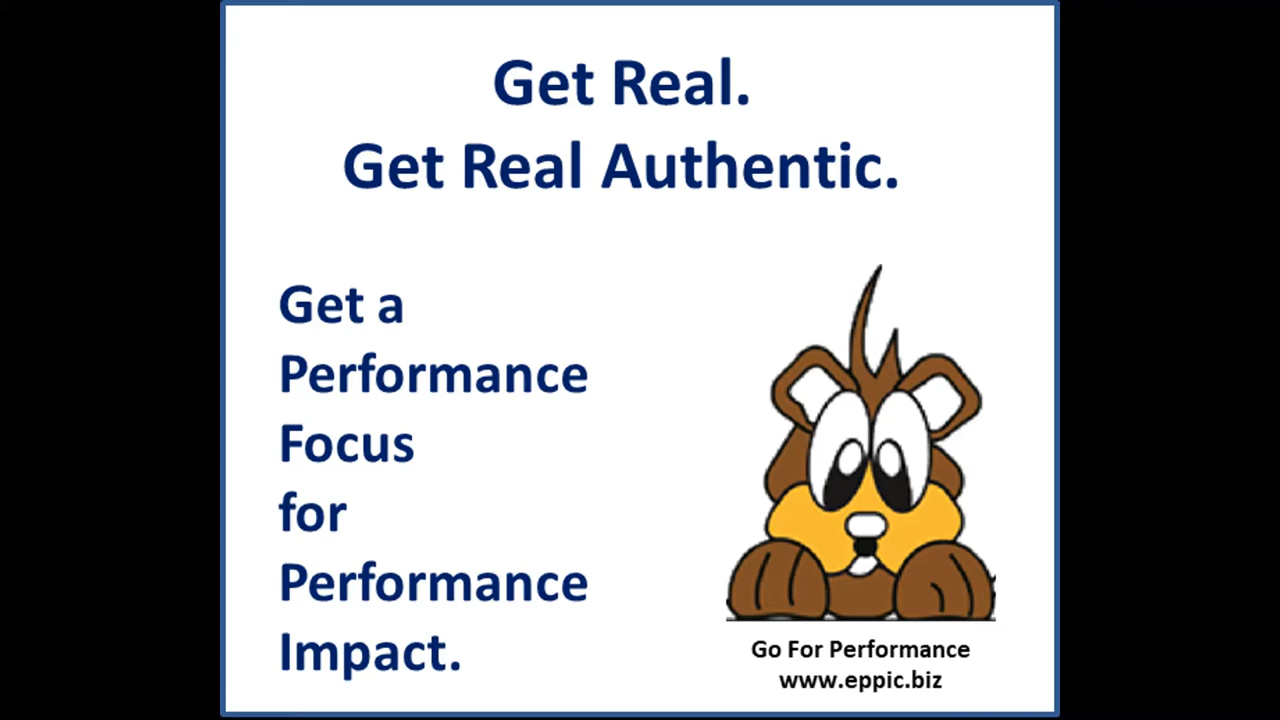 Get Real.
Get Real Authentic.
Get a
Performance
Focus
for
Performance
Impact.
Go For Performance
www.eppic.biz